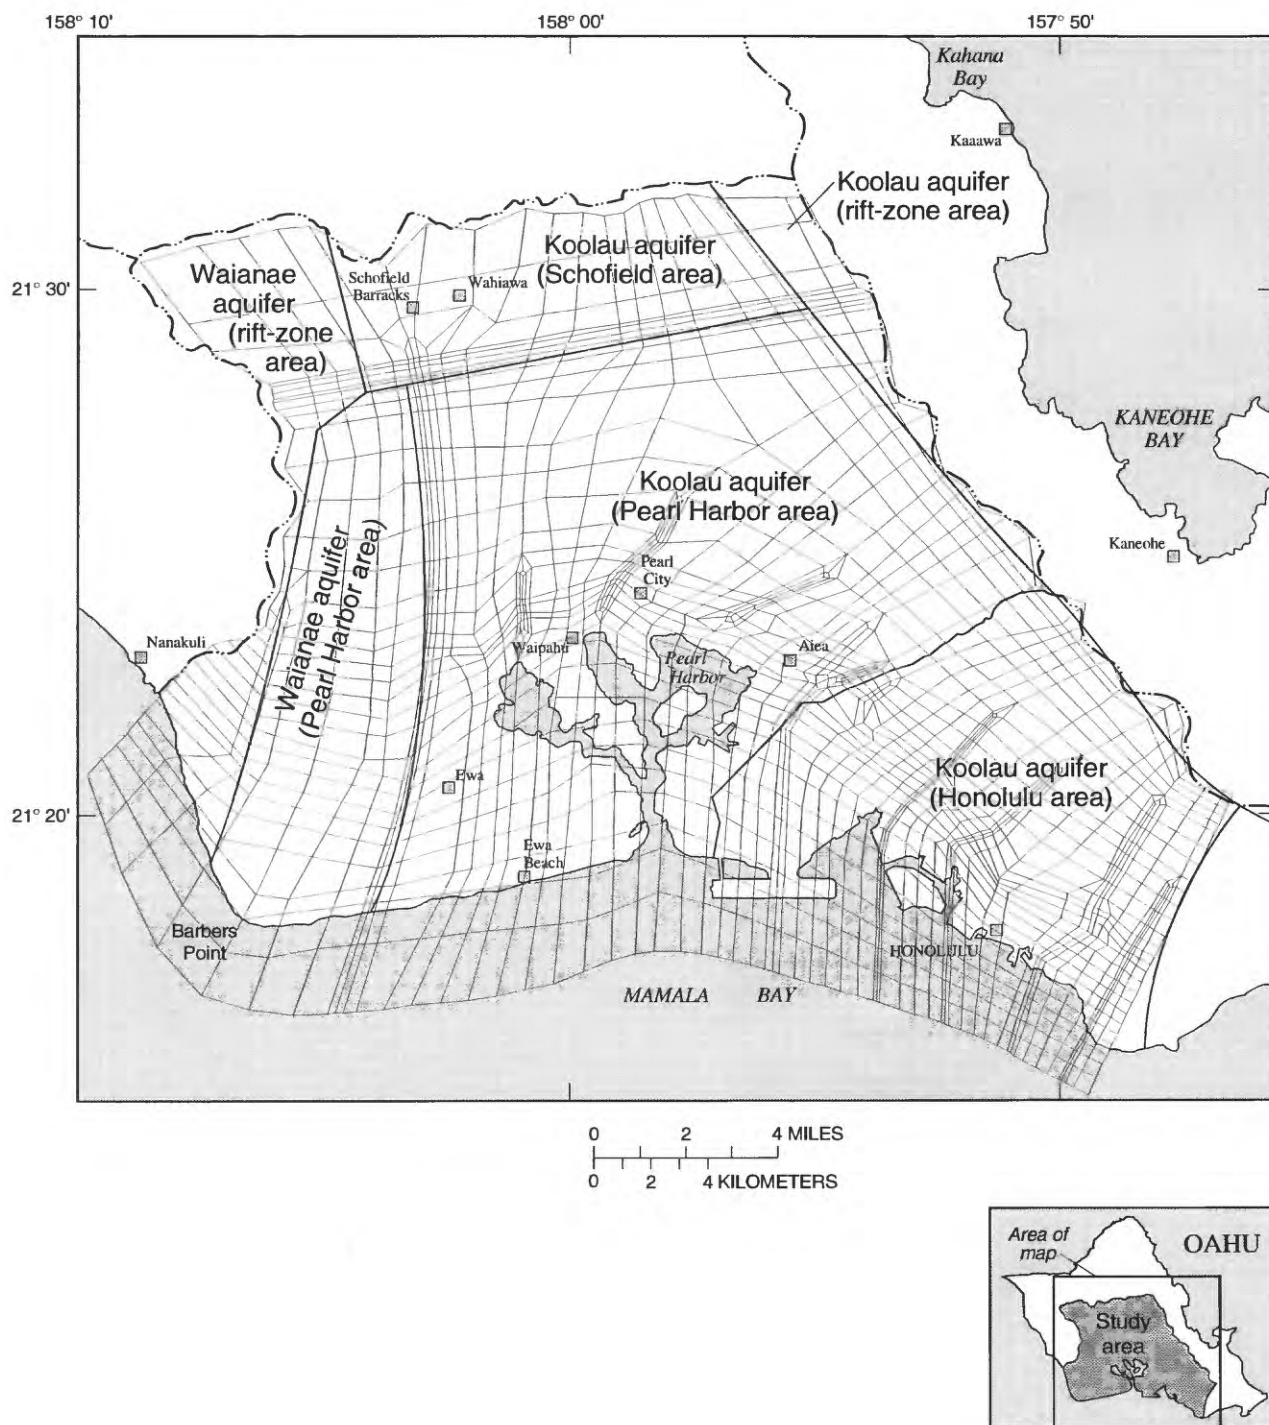 158° 10'
158° 00'
157° 50'
Kahana
Bay
Kaaawa
Koolau aquifer
(rift-zone area)
Koolau aquifer
(Schofield area)
Waianae
aquifer
(rift-zone
area)
Schofield
Barracks
Wahiawa
21° 30'
KANEOHE
BAY
Koolau aquifer
(Pearl Harbor area)
Kaneohe
Waianae aquifer
(Pearl Harbor area)
Pearl
City
Nanakuli
Waipahu
Pearl
Harbor
Aiea
Ewa
Koolau aquifer
(Honolulu area)
21° 20'
Ewa
Beach
Barbers
Point
HONOLULU
MAMALA BAY
0 2 4 MILES
0 2 4 KILOMETERS
Area of
map
OAHU
Study
area